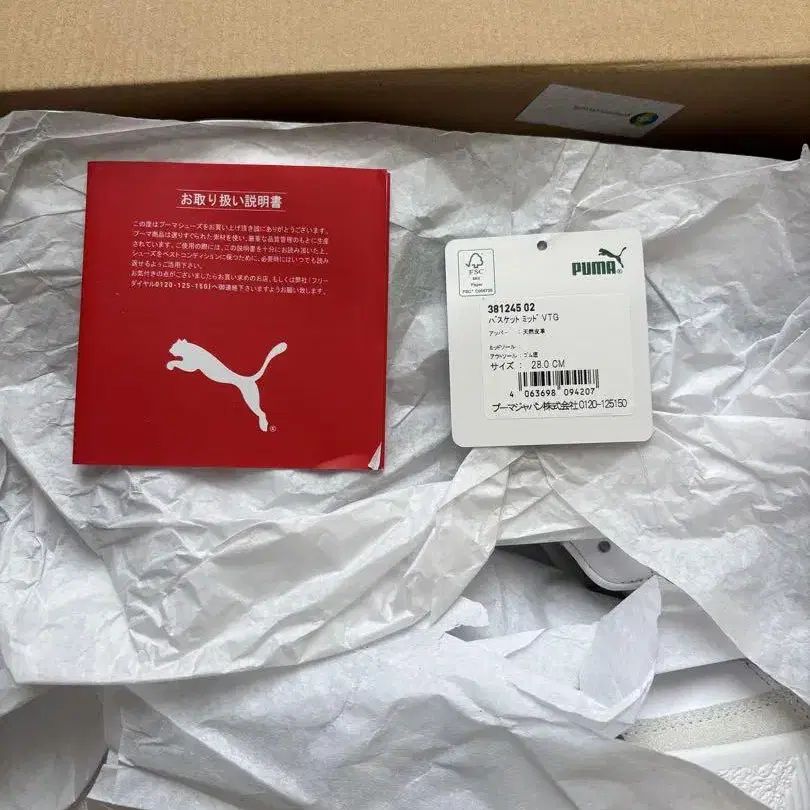 お取り扱い説明書
この度はプーマシューズをお買い上げ頂き誠にありがとうございます。
プーマ商品は選りすぐられた素材を使い、厳重な品質管理のもとに生産
されています。ご使用の際には、この説明書を十分にお読み頂いた上、
シューズをベストコンディションに保つために、必要時にはいつでも読み
返せるようご活用下さい。
お気付きの点がございましたらお買い求めのお店、もしくは弊社(フリー
ダイヤル0120-125-150)へ御連絡下さいますようお願い致します。
FSC
MIX
Paper
PUMA®
381245 02
バスケット ミッド VTG
アッパー : 天然皮革
ミッドソール :
アウトソール : ゴム底
サイズ : 28.0 CM
4 063698 094207
プーマジャパン株式会社 0120-125150